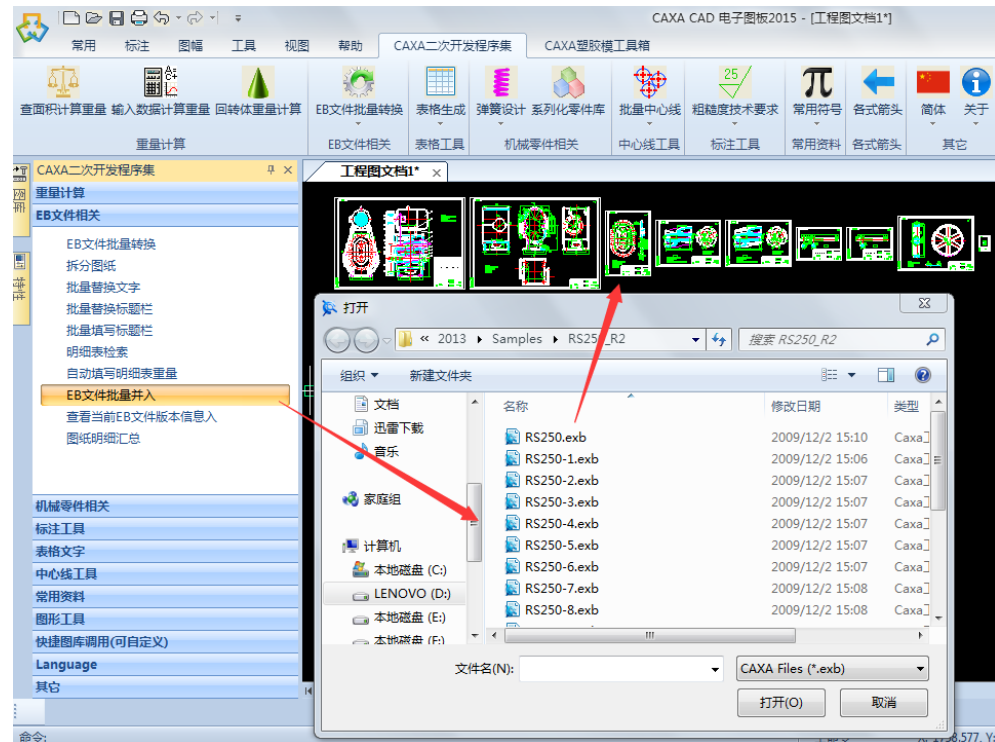 CAXA CAD 电子图板2015 - [工程图文档1*]
常用 标注 图幅 工具 视图 帮助 CAXA二次开发程序集 CAXA塑胶模工具箱
查面积计算重量 输入数据计算重量 回转体重量计算 EB文件批量转换 表格生成 弹簧设计 系列化零件库 批量中心线 粗糙度技术要求 常用符号 各式箭头 简体 关于
重量计算 EB文件相关 表格工具 机械零件相关 中心线工具 标注工具 常用资料 各式箭头 其它
CAXA二次开发程序集
工程图文档1*
重量计算
EB文件相关
EB文件批量转换
拆分图纸
批量替换文字
批量替换标题栏
批量填写标题栏
明细表检索
自动填写明细表重量
EB文件批量并入
查看当前EB文件版本信息入
图纸明细汇总
机械零件相关
标注工具
表格文字
中心线工具
常用资料
图形工具
快捷图库调用(可自定义)
Language
其它
特性
命令:
打开
« 2013 Samples RS250_R2
搜索 RS250_R2
组织 新建文件夹
文档
迅雷下载
音乐
家庭组
计算机
本地磁盘 (C:)
LENOVO (D:)
本地磁盘 (E:)
本地磁盘 (F:)
名称 修改日期 类型
RS250.exb 2009/12/2 15:10 Caxa
RS250-1.exb 2009/12/2 15:06 Caxa
RS250-2.exb 2009/12/2 15:07 Caxa
RS250-3.exb 2009/12/2 15:07 Caxa
RS250-4.exb 2009/12/2 15:07 Caxa
RS250-5.exb 2009/12/2 15:07 Caxa
RS250-6.exb 2009/12/2 15:07 Caxa
RS250-7.exb 2009/12/2 15:08 Caxa
RS250-8.exb 2009/12/2 15:08 Caxa
文件名(N): CAXA Files (*.exb)
打开(O) 取消